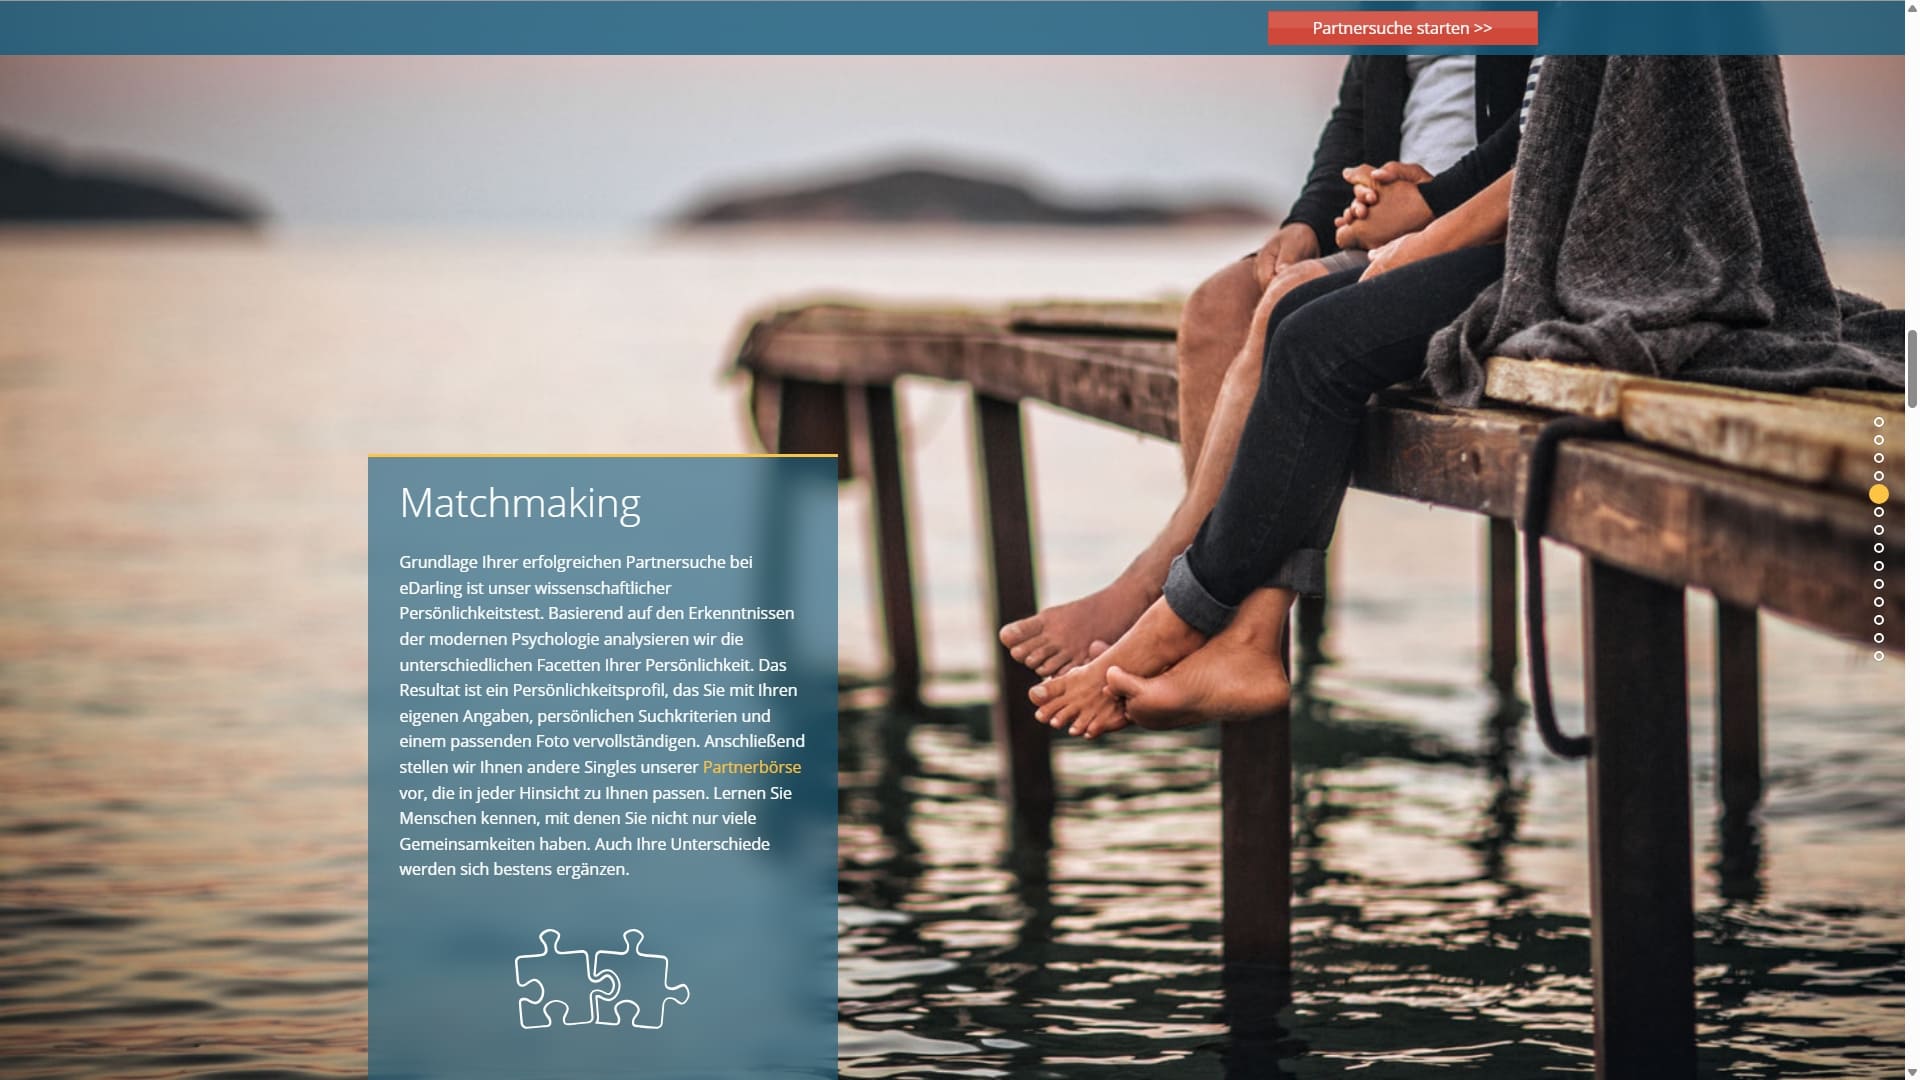 Partnersuche starten >>
Matchmaking
Grundlage Ihrer erfolgreichen Partnersuche bei
eDarling ist unser wissenschaftlicher
Persönlichkeitstest. Basierend auf den Erkenntnissen
der modernen Psychologie analysieren wir die
unterschiedlichen Facetten Ihrer Persönlichkeit. Das
Resultat ist ein Persönlichkeitsprofil, das Sie mit Ihren
eigenen Angaben, persönlichen Suchkriterien und
einem passenden Foto vervollständigen. Anschließend
stellen wir Ihnen andere Singles unserer Partnerbörse
vor, die in jeder Hinsicht zu Ihnen passen. Lernen Sie
Menschen kennen, mit denen Sie nicht nur viele
Gemeinsamkeiten haben. Auch Ihre Unterschiede
werden sich bestens ergänzen.